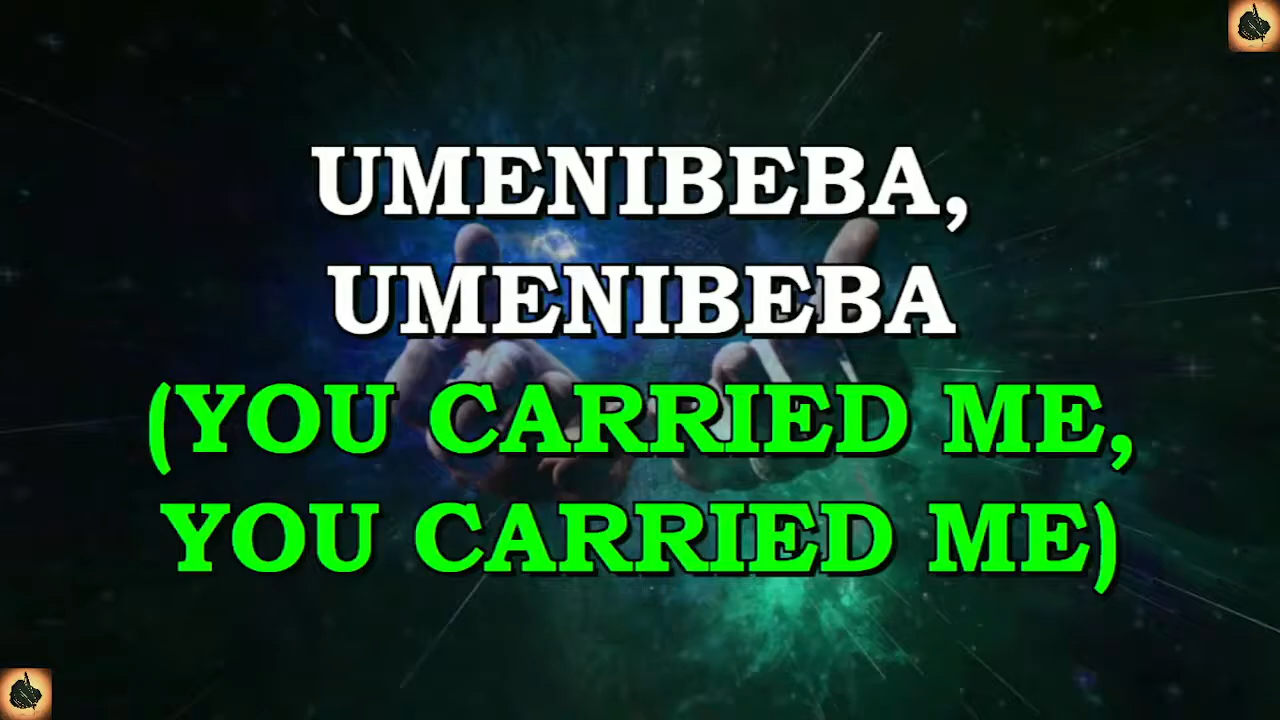 UMENIBEBA,
UMENIBEBA
(YOU CARRIED ME,
YOU CARRIED ME)